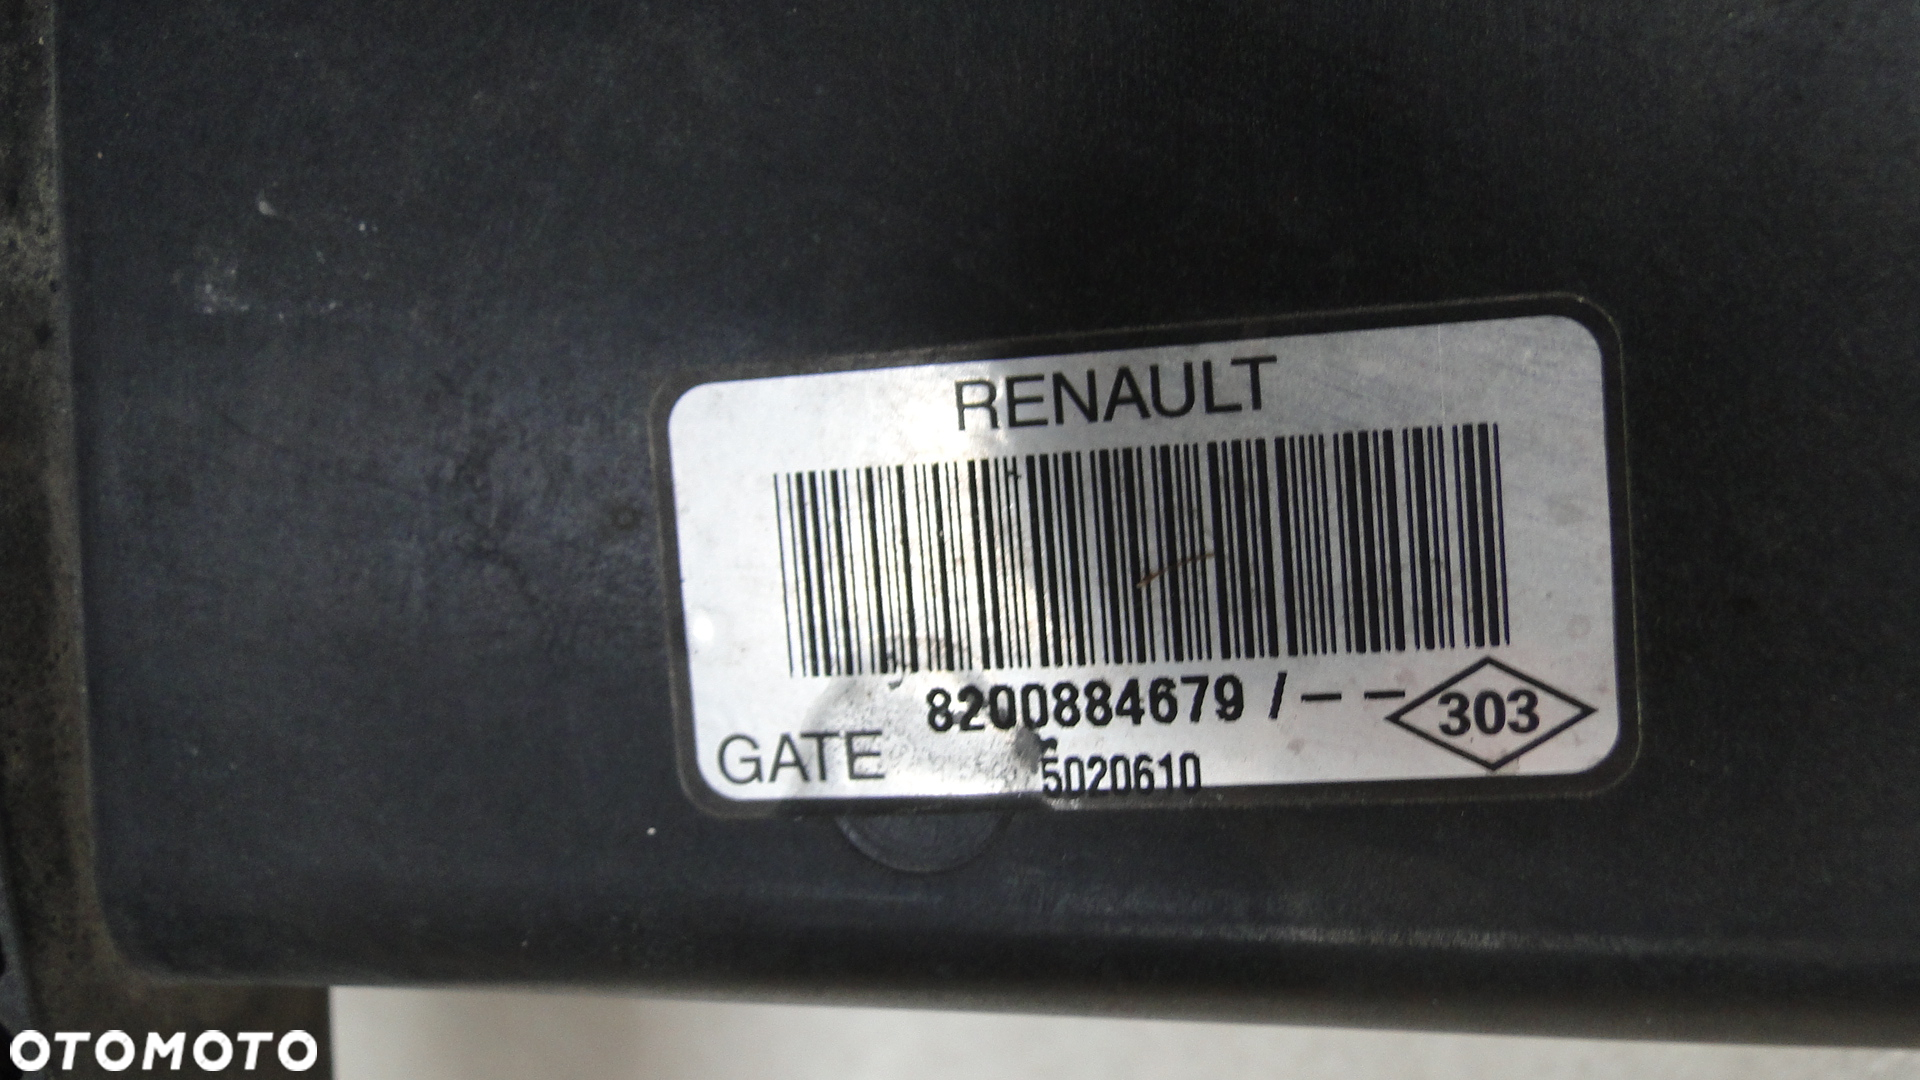 RENAULT
8200884679 / - -
303
GATE
5020610
OTOMOTO